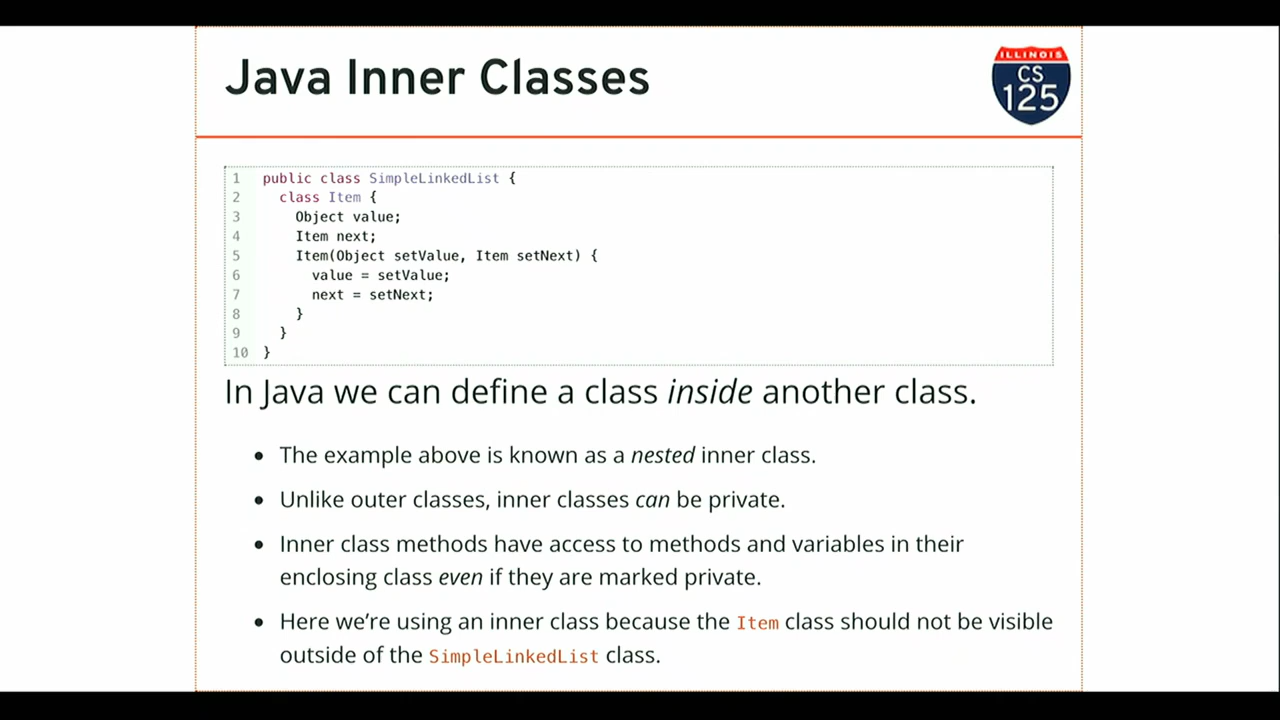 Java Inner Classes
ILLINOIS
CS
125
1 public class SimpleLinkedList {
2   class Item {
3     Object value;
4     Item next;
5     Item(Object setValue, Item setNext) {
6       value = setValue;
7       next = setNext;
8     }
9   }
10 }
In Java we can define a class inside another class.
• The example above is known as a nested inner class.
• Unlike outer classes, inner classes can be private.
• Inner class methods have access to methods and variables in their
enclosing class even if they are marked private.
• Here we’re using an inner class because the Item class should not be visible
outside of the SimpleLinkedList class.